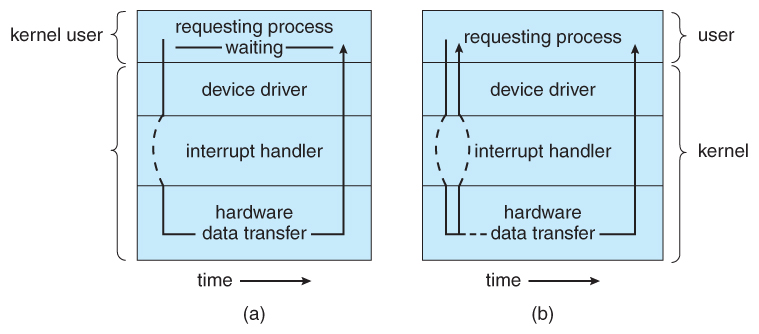 kernel user
requesting process
waiting
device driver
interrupt handler
hardware
data transfer
time
(a)
requesting process
user
device driver
interrupt handler
kernel
hardware
data transfer
time
(b)